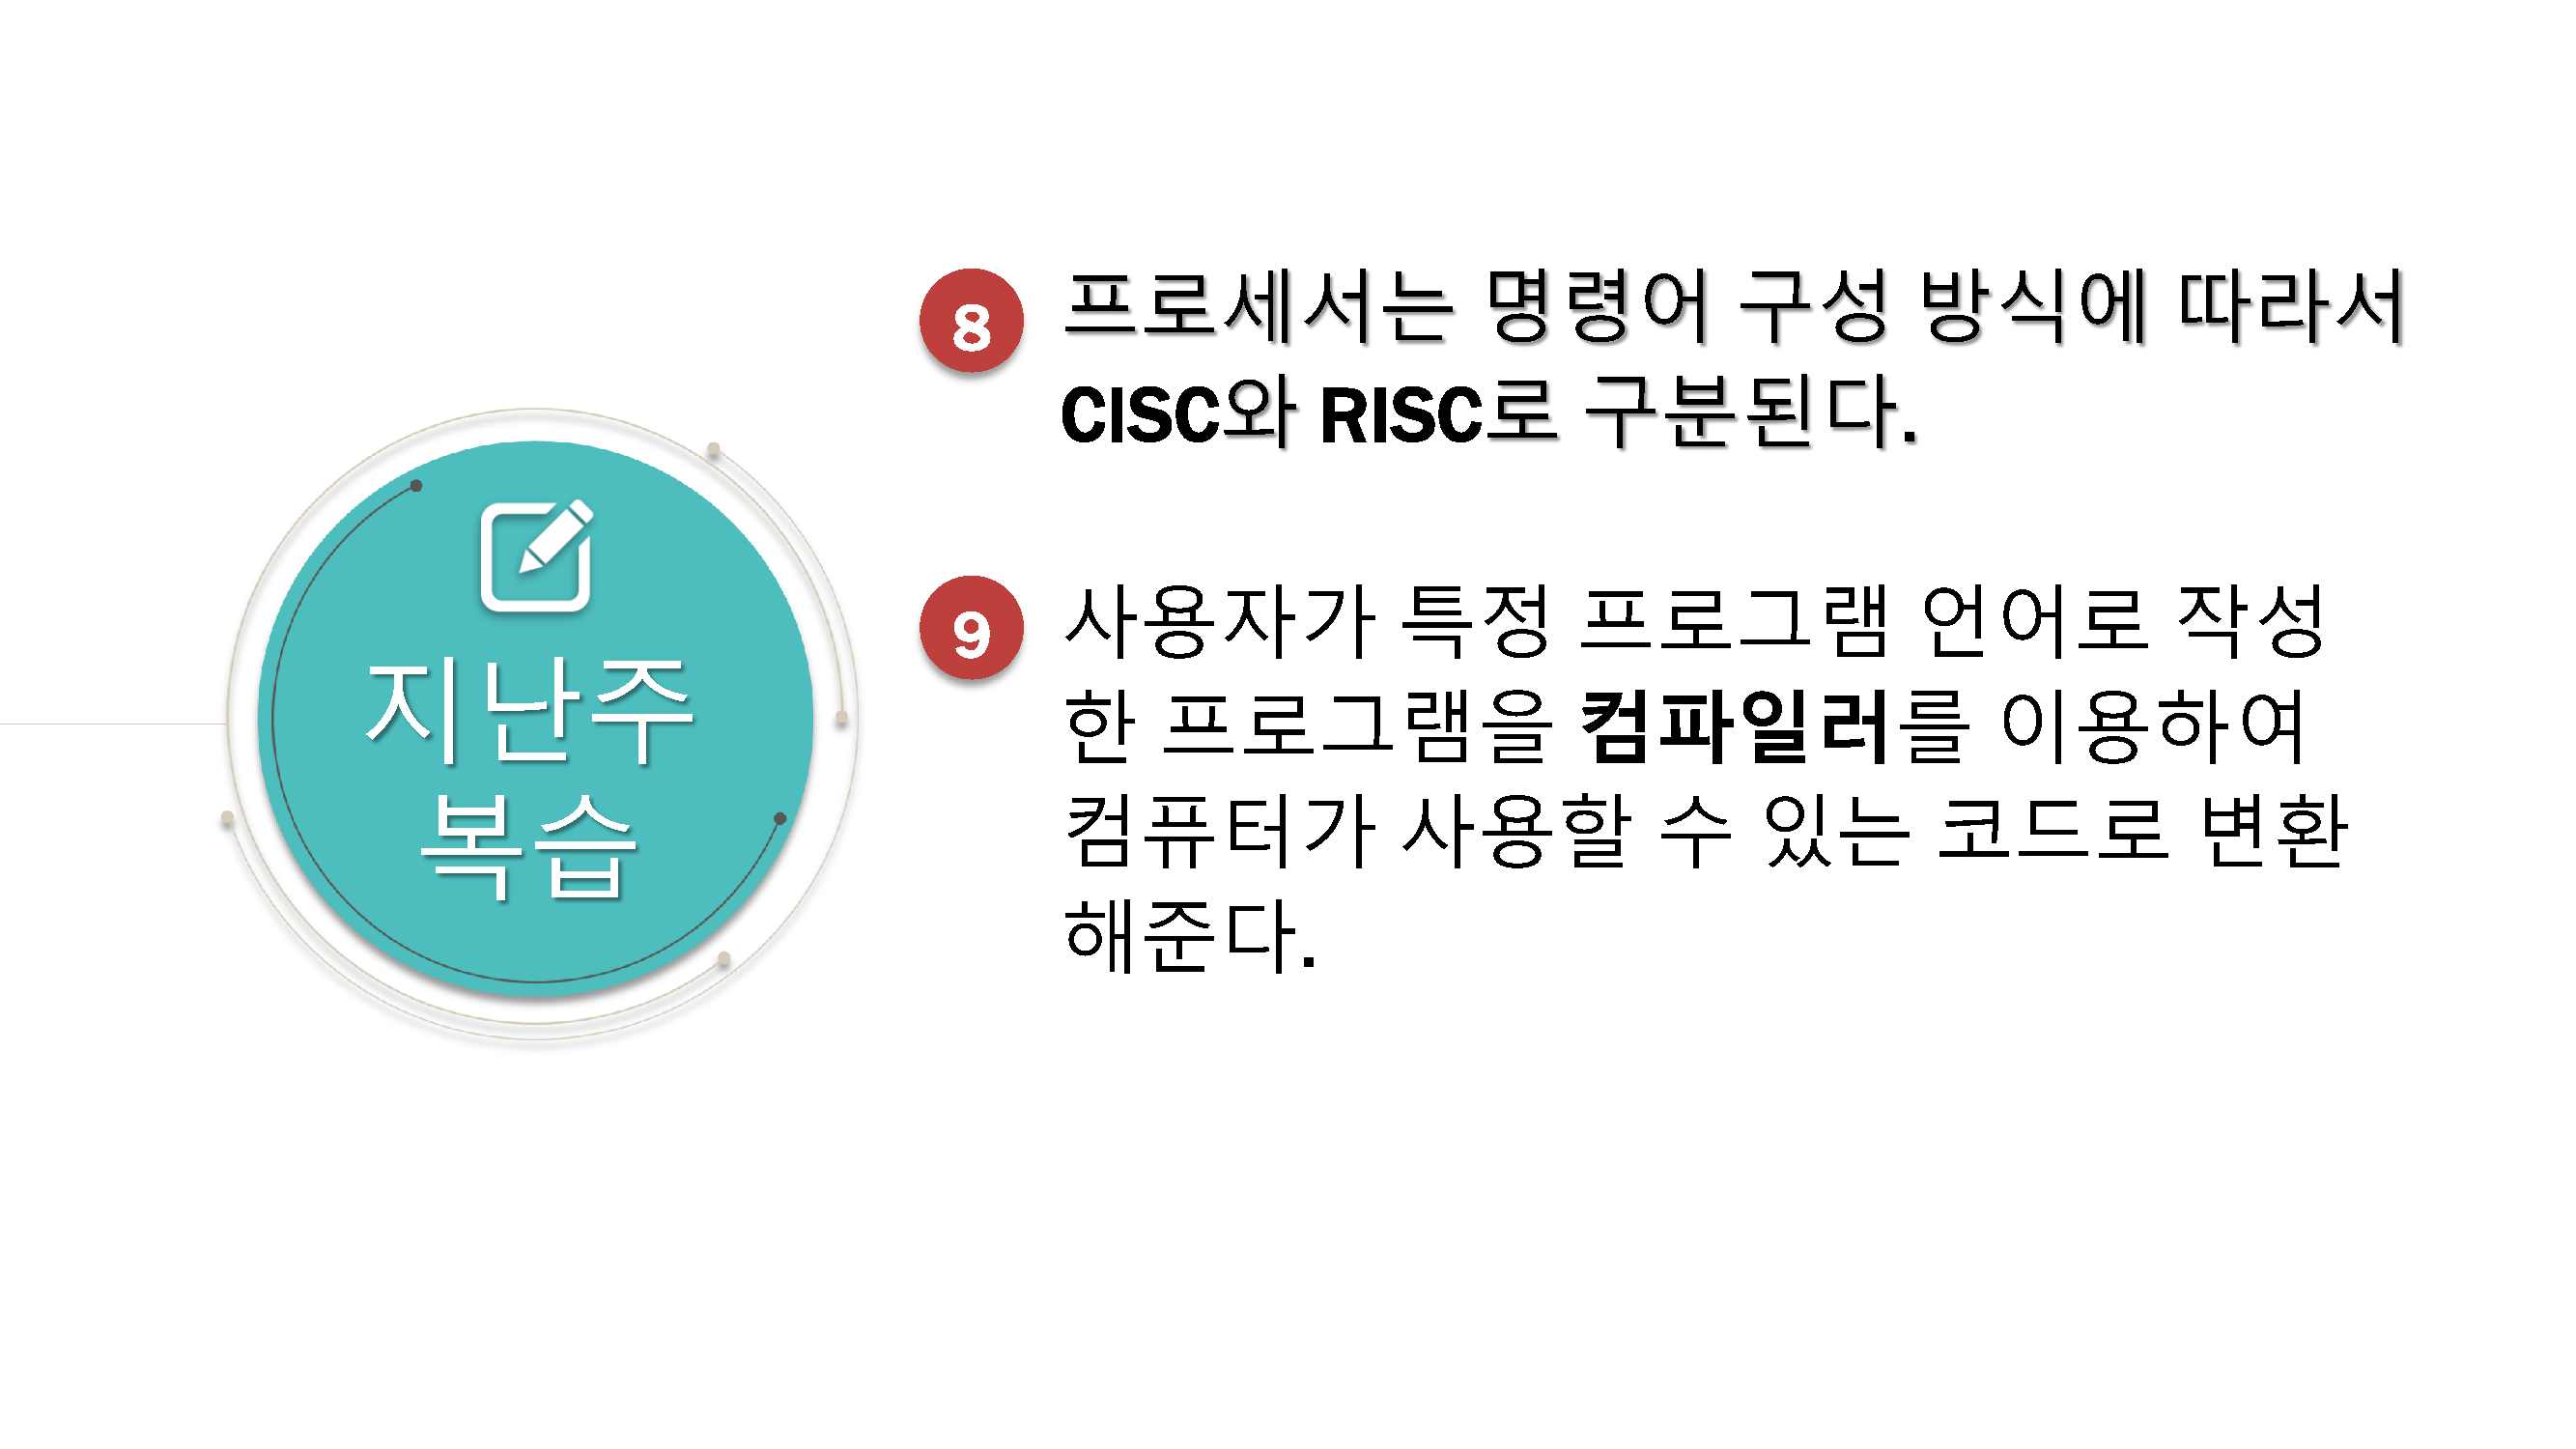 지난주
복습
8
프로세서는 명령어 구성 방식에 따라서
CISC와 RISC로 구분된다.
9
사용자가 특정 프로그램 언어로 작성
한 프로그램을 컴파일러를 이용하여
컴퓨터가 사용할 수 있는 코드로 변환
해준다.